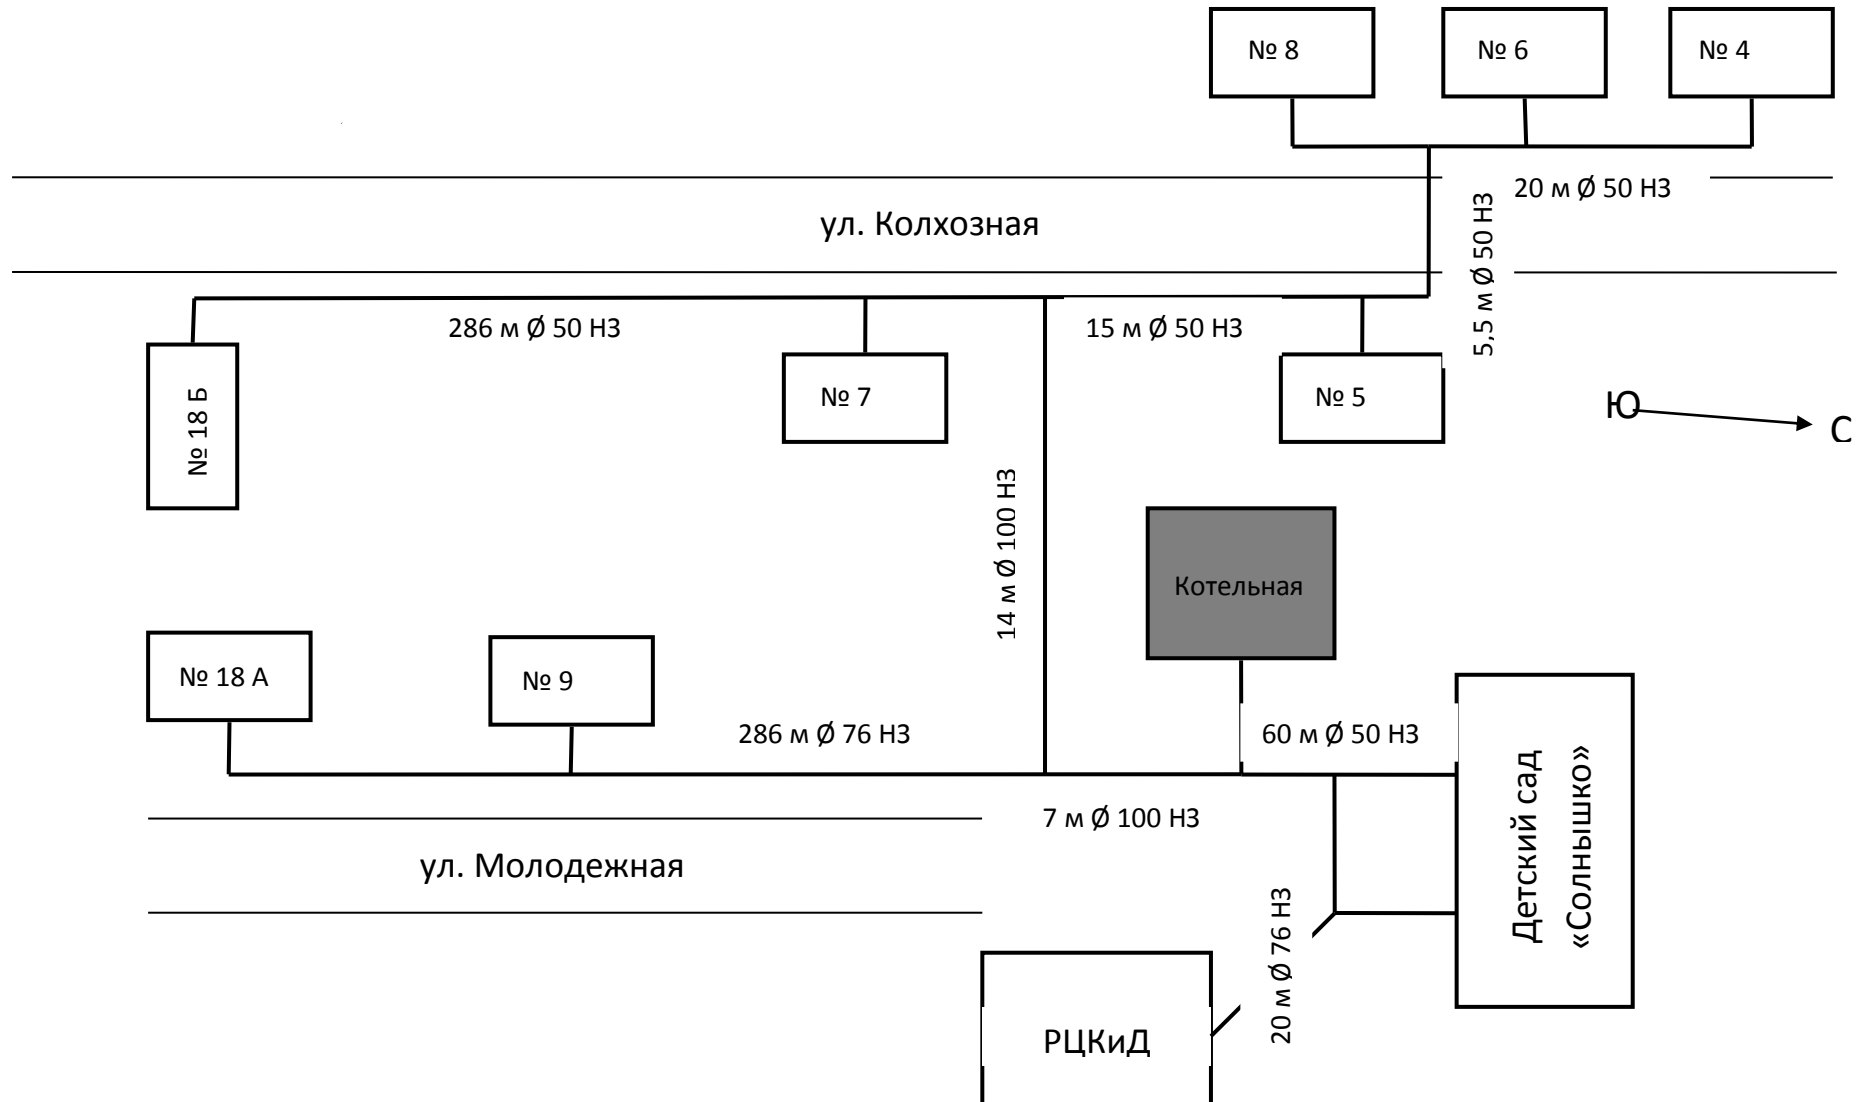 № 8
№ 6
№ 4
20 м Ø 50 НЗ
ул. Колхозная
5,5 м Ø 50 НЗ
286 м Ø 50 НЗ
15 м Ø 50 НЗ
№ 18 Б
№ 7
№ 5
Ю
С
14 м Ø 100 НЗ
Котельная
№ 18 А
№ 9
286 м Ø 76 НЗ
60 м Ø 50 НЗ
Детский сад
«Солнышко»
7 м Ø 100 НЗ
ул. Молодежная
20 м Ø 76 НЗ
РЦКиД